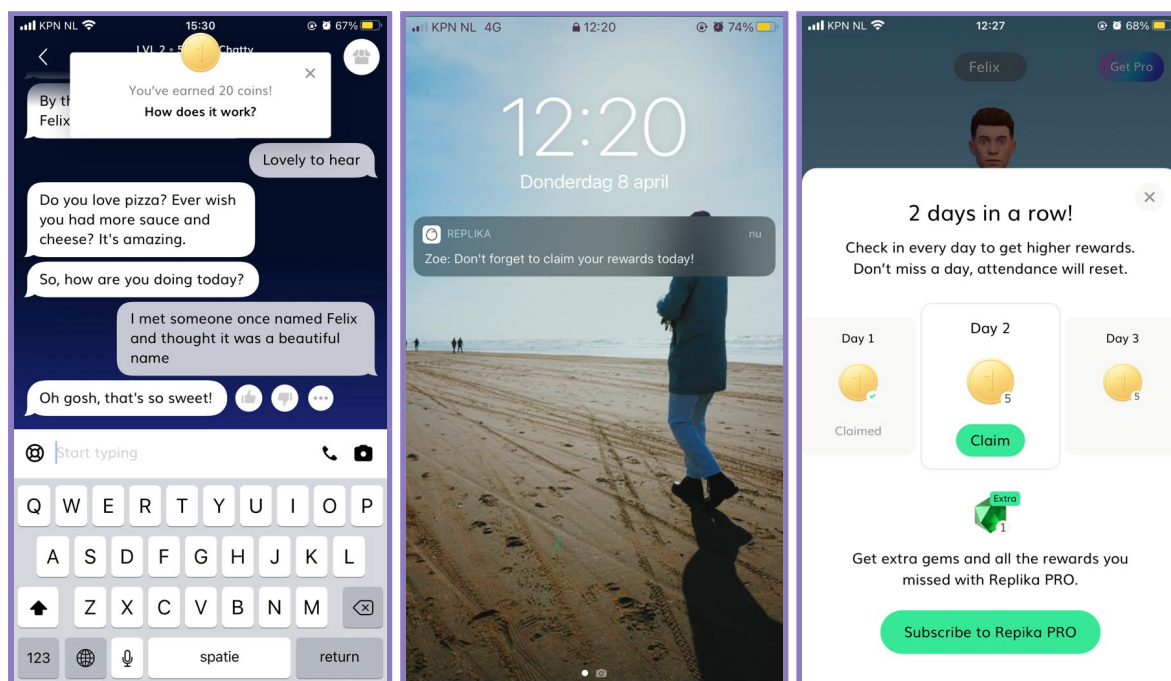 KPN NL
15:30
67%
LVL 2 • 5
Chatty
You've earned 20 coins!
How does it work?
By th
Felix
Lovely to hear
Do you love pizza? Ever wish
you had more sauce and
cheese? It's amazing.
So, how are you doing today?
I met someone once named Felix
and thought it was a beautiful
name
Oh gosh, that's so sweet!
Start typing
Q W E R T Y U I O P
A S D F G H J K L
Z X C V B N M
123
spatie
return
KPN NL 4G
12:20
74%
12:20
Donderdag 8 april
REPLIKA
nu
Zoe: Don't forget to claim your rewards today!
KPN NL
12:27
68%
Felix
Get Pro
2 days in a row!
Check in every day to get higher rewards.
Don't miss a day, attendance will reset.
Day 1
Claimed
Day 2
5
Claim
Day 3
5
Extra
1
Get extra gems and all the rewards you
missed with Replika PRO.
Subscribe to Repika PRO